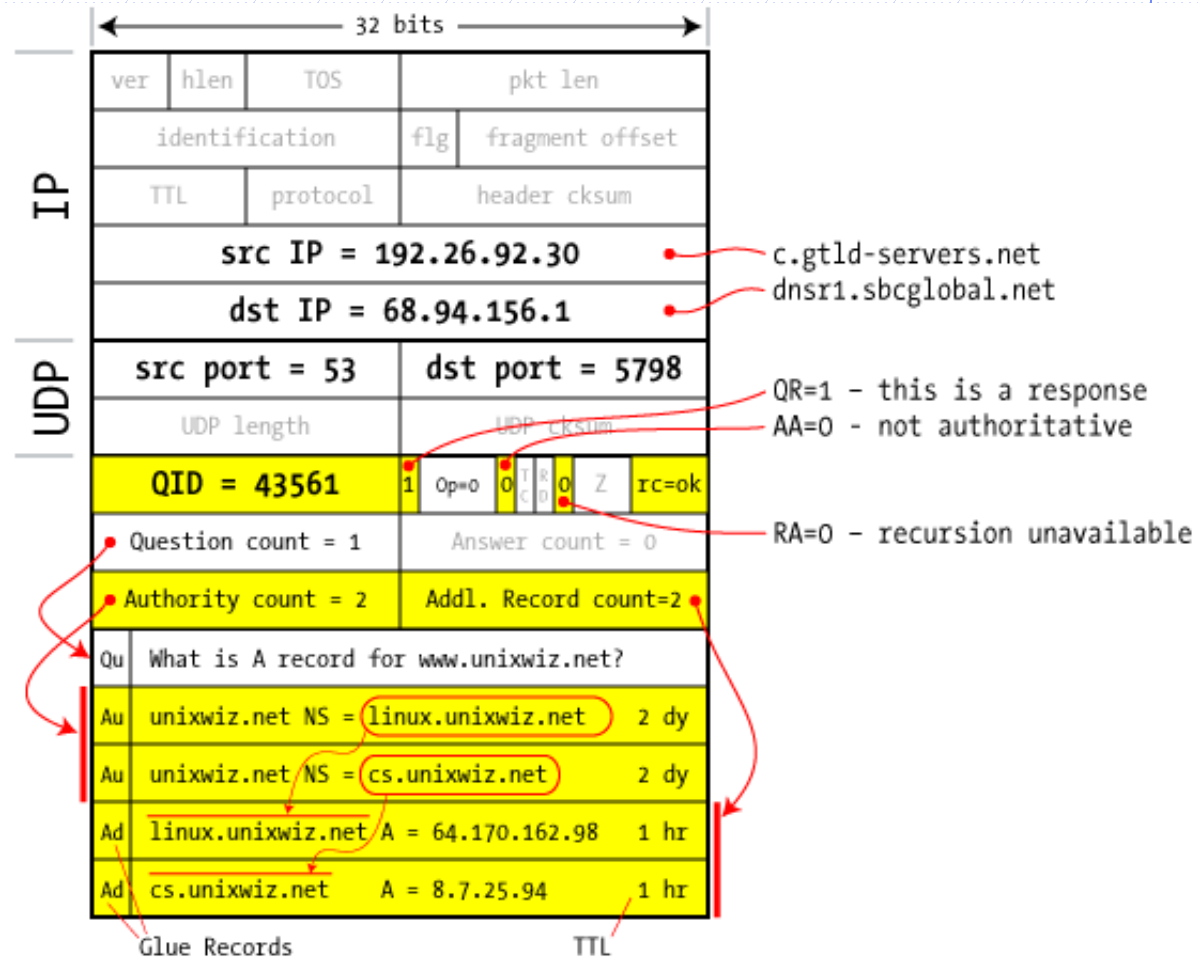 32 bits
ver hlen TOS pkt len
identification flg fragment offset
TTL protocol header cksum
IP
src IP = 192.26.92.30
c.gtld-servers.net
dst IP = 68.94.156.1
dnsr1.sbcglobal.net
UDP
src port = 53 dst port = 5798
UDP length UDP cksum
QR=1 – this is a response
AA=0 - not authoritative
QID = 43561 1 Op=0 0 TC RD 0 Z rc=ok
RA=0 – recursion unavailable
Question count = 1 Answer count = 0
Authority count = 2 Addl. Record count=2
Qu What is A record for www.unixwiz.net?
Au unixwiz.net NS = linux.unixwiz.net 2 dy
Au unixwiz.net NS = cs.unixwiz.net 2 dy
Ad linux.unixwiz.net A = 64.170.162.98 1 hr
Ad cs.unixwiz.net A = 8.7.25.94 1 hr
Glue Records TTL